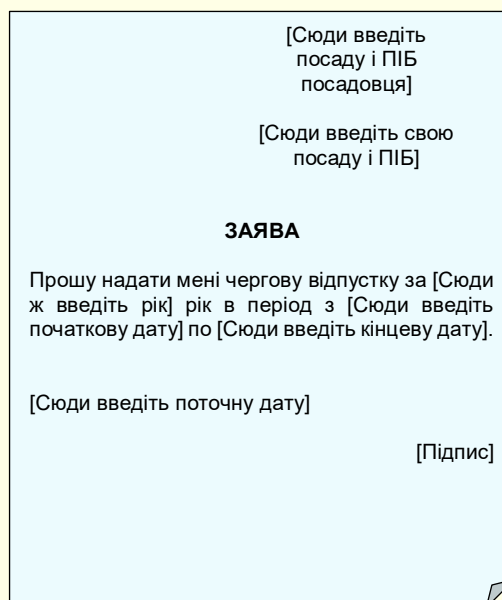 [Сюди введіть
посаду і ПІБ
посадовця]
[Сюди введіть свою
посаду і ПІБ]
ЗАЯВА
Прошу надати мені чергову відпустку за [Сюди
ж введіть рік] рік в період з [Сюди введіть
початкову дату] по [Сюди введіть кінцеву дату].
[Сюди введіть поточну дату]
[Підпис]